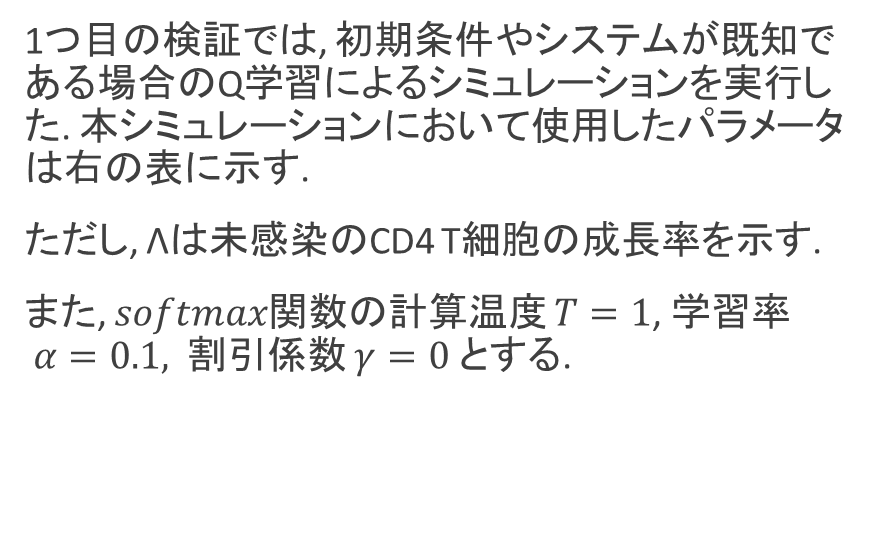 1つ目の検証では, 初期条件やシステムが既知で
ある場合のQ学習によるシミュレーションを実行し
た. 本シミュレーションにおいて使用したパラメータ
は右の表に示す.
ただし, Λは未感染のCD4 T細胞の成長率を示す.
また, softmax関数の計算温度 T = 1, 学習率
α = 0.1, 割引係数 γ = 0 とする.